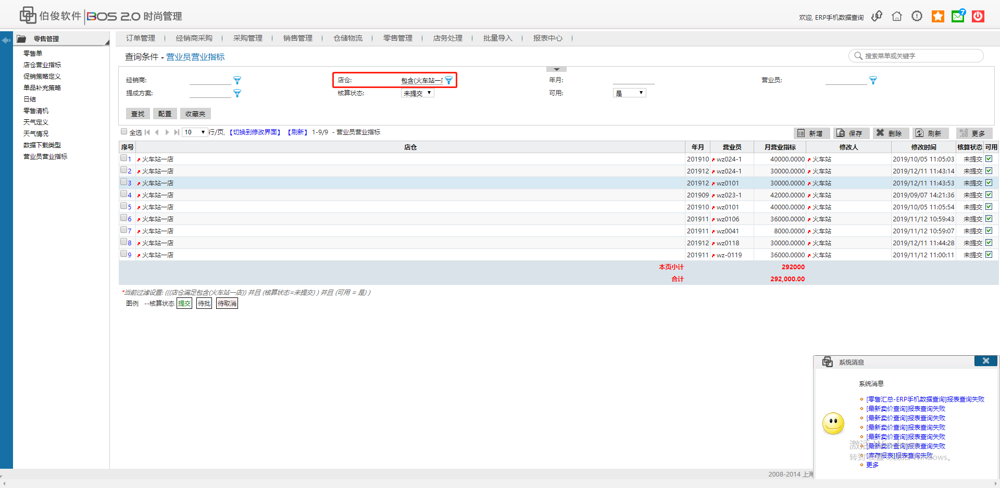 伯俊软件 BOS 2.0 时尚管理
欢迎, ERP手机数据查询
7
零售管理
订单管理 经销商采购 采购管理 销售管理 仓储物流 零售管理 店务处理 批量导入 报表中心
零售单
店仓营业指标
促销策略定义
单品补充策略
日结
零售清机
天气定义
天气情况
数据下载类型
营业员营业指标
查询条件 - 营业员营业指标
搜索菜单或关键字
经销商: 店仓: 包含(火车站一 年月: 营业员:
提成方案: 核算状态: 未提交 可用: 是
查找 配置 收藏夹
全选 10 行/页, 【切换到修改界面】 【刷新】 1-9/9 - 营业员营业指标
新增 保存 删除 刷新 更多
序号 店仓 年月 营业员 月营业指标 修改人 修改时间 核算状态 可用
1 火车站一店 201910 wz024-1 40000.0000 火车站 2019/10/05 11:05:03 未提交
2 火车站一店 201912 wz024-1 30000.0000 火车站 2019/12/11 11:43:14 未提交
3 火车站一店 201912 wz0101 30000.0000 火车站 2019/12/11 11:43:53 未提交
4 火车站一店 201909 wz023-1 42000.0000 火车站 2019/09/07 14:21:36 未提交
5 火车站一店 201910 wz0101 40000.0000 火车站 2019/10/05 11:05:54 未提交
6 火车站一店 201911 wz0106 36000.0000 火车站 2019/11/12 10:59:43 未提交
7 火车站一店 201911 wz0041 8000.0000 火车站 2019/11/12 10:59:07 未提交
8 火车站一店 201912 wz0118 30000.0000 火车站 2019/12/11 11:44:28 未提交
9 火车站一店 201911 wz-0119 36000.0000 火车站 2019/11/12 11:00:11 未提交
本页小计 292000
合计 292,000.00
*当前过滤设置: (((店仓满足包含(火车站一店)) 并且 (核算状态=未提交) ) 并且 (可用 = 是) )
图例 --核算状态 提交 待批 待取消
系统消息
系统消息
[零售汇总-ERP手机数据查询]报表查询失败
[最新卖价查询]报表查询失败
[最新卖价查询]报表查询失败
[最新卖价查询]报表查询失败
[最新卖价查询]报表查询失败
[最新卖价查询]报表查询失败
[库存报表]报表查询失败
更多
激活 Windows
转到"设置"以激活 Windows。
2008-2014 上海